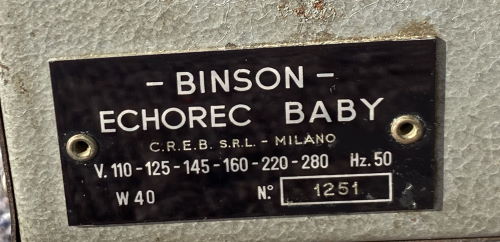 - BINSON -
ECHOREC BABY
C.R.E.B. S.R.L. - MILANO
V. 110 - 125 - 145 - 160 - 220 - 280 Hz. 50
W 40 N.° 1251